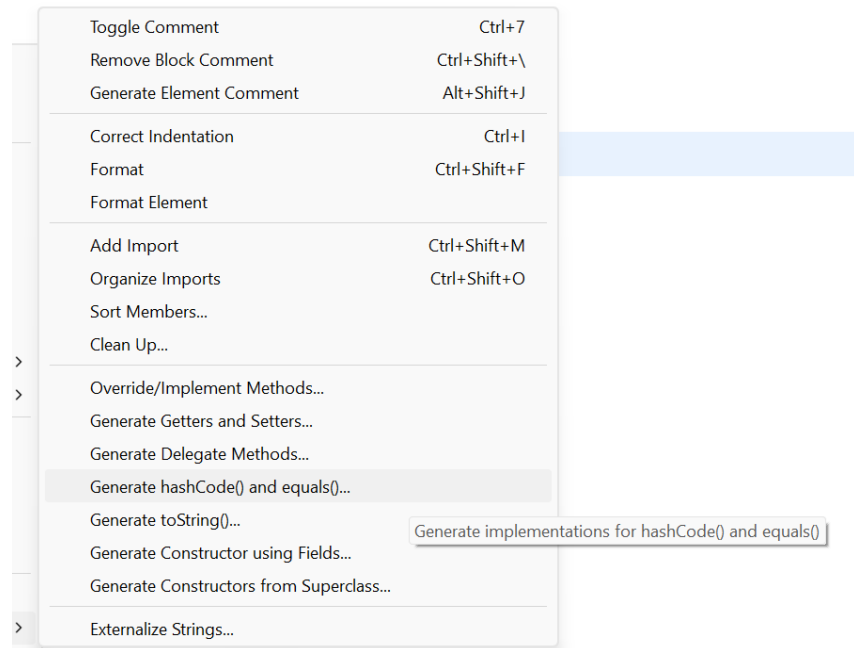 Toggle Comment Ctrl+7
Remove Block Comment Ctrl+Shift+\
Generate Element Comment Alt+Shift+J
Correct Indentation Ctrl+I
Format Ctrl+Shift+F
Format Element
Add Import Ctrl+Shift+M
Organize Imports Ctrl+Shift+O
Sort Members...
Clean Up...
Override/Implement Methods...
Generate Getters and Setters...
Generate Delegate Methods...
Generate hashCode() and equals()...
Generate toString()...
Generate implementations for hashCode() and equals()
Generate Constructor using Fields...
Generate Constructors from Superclass...
Externalize Strings...